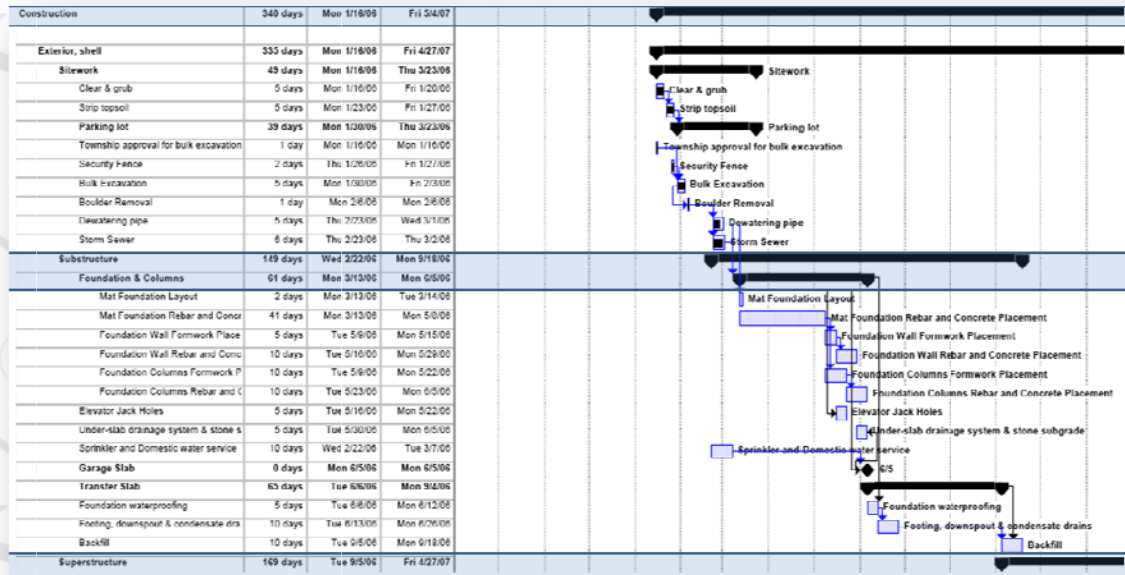 Construction 340 days Mon 1/16/06 Fri 5/4/07
Exterior, shell 335 days Mon 1/16/06 Fri 4/27/07
Sitework 49 days Mon 1/16/06 Thu 3/23/06 Sitework
Clear & grub 5 days Mon 1/16/06 Fri 1/20/06 Clear & grub
Strip topsoil 5 days Mon 1/23/06 Fri 1/27/06 Strip topsoil
Parking lot 39 days Mon 1/30/06 Thu 3/23/06 Parking lot
Township approval for bulk excavation 1 day Mon 1/16/06 Mon 1/16/06 Township approval for bulk excavation
Security Fence 2 days Thu 1/26/06 Fri 1/27/06 Security Fence
Bulk Excavation 5 days Mon 1/30/06 Fri 2/3/06 Bulk Excavation
Boulder Removal 1 day Mon 2/6/06 Mon 2/6/06 Boulder Removal
Dewatering pipe 5 days Thu 2/23/06 Wed 3/1/06 Dewatering pipe
Storm Sewer 6 days Thu 2/23/06 Thu 3/2/06 Storm Sewer
Substructure 149 days Wed 2/22/06 Mon 9/18/06
Foundation & Columns 61 days Mon 3/13/06 Mon 6/5/06
Mat Foundation Layout 2 days Mon 3/13/06 Tue 3/14/06 Mat Foundation Layout
Mat Foundation Rebar and Concr 41 days Mon 3/13/06 Mon 5/8/06 Mat Foundation Rebar and Concrete Placement
Foundation Wall Formwork Place 5 days Tue 5/9/06 Mon 5/15/06 Foundation Wall Formwork Placement
Foundation Wall Rebar and Conc 10 days Tue 5/16/06 Mon 5/29/06 Foundation Wall Rebar and Concrete Placement
Foundation Columns Formwork P 10 days Tue 5/9/06 Mon 5/22/06 Foundation Columns Formwork Placement
Foundation Columns Rebar and C 10 days Tue 5/23/06 Mon 6/5/06 Foundation Columns Rebar and Concrete Placement
Elevator Jack Holes 5 days Tue 5/16/06 Mon 5/22/06 Elevator Jack Holes
Under-slab drainage system & stone s 5 days Tue 5/30/06 Mon 6/5/06 Under-slab drainage system & stone subgrade
Sprinkler and Domestic water service 10 days Wed 2/22/06 Tue 3/7/06 Sprinkler and Domestic water service
Garage Slab 0 days Mon 6/5/06 Mon 6/5/06 6/5
Transfer Slab 65 days Tue 6/6/06 Mon 9/4/06
Foundation waterproofing 5 days Tue 6/6/06 Mon 6/12/06 Foundation waterproofing
Footing, downspout & condensate dra 10 days Tue 6/13/06 Mon 6/26/06 Footing, downspout & condensate drains
Backfill 10 days Tue 9/5/06 Mon 9/18/06 Backfill
Superstructure 169 days Tue 9/5/06 Fri 4/27/07